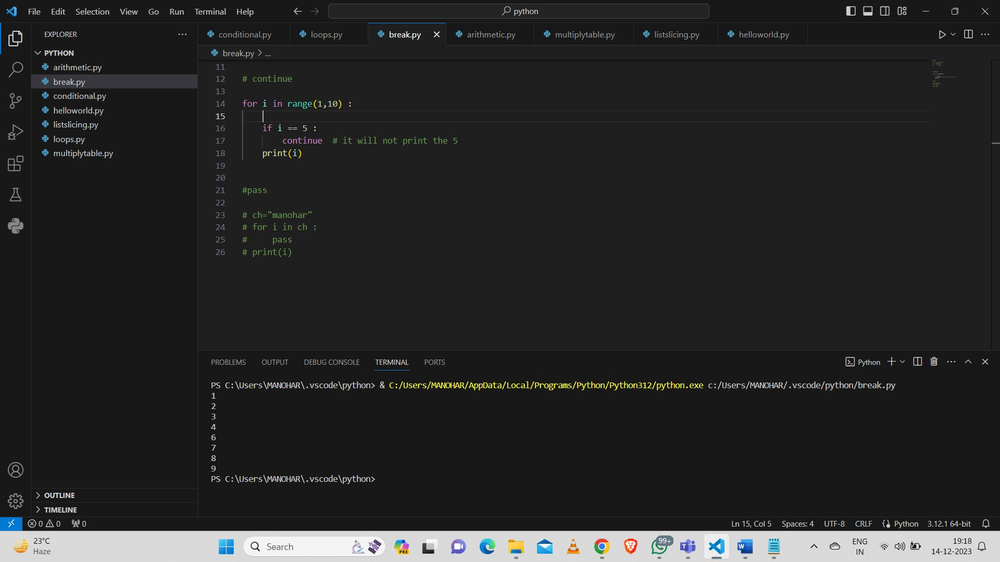 File Edit Selection View Go Run Terminal Help
python
EXPLORER
PYTHON
arithmetic.py
break.py
conditional.py
helloworld.py
listslicing.py
loops.py
multiplytable.py
OUTLINE
TIMELINE
conditional.py loops.py break.py arithmetic.py multiplytable.py listslicing.py helloworld.py
break.py > ...
11
12 # continue
13
14 for i in range(1,10) :
15
16 if i == 5 :
17 continue # it will not print the 5
18 print(i)
19
20
21 #pass
22
23 # ch="manohar"
24 # for i in ch :
25 # pass
26 # print(i)
PROBLEMS OUTPUT DEBUG CONSOLE TERMINAL PORTS
Python
PS C:\Users\MANOHAR\.vscode\python> & C:/Users/MANOHAR/AppData/Local/Programs/Python/Python312/python.exe c:/Users/MANOHAR/.vscode/python/break.py
1
2
3
4
6
7
8
9
PS C:\Users\MANOHAR\.vscode\python>
0 0 0
Ln 15, Col 5 Spaces: 4 UTF-8 CRLF Python 3.12.1 64-bit
23°C
Haze
Search
PRE
99+
ENG
IN
19:18
14-12-2023